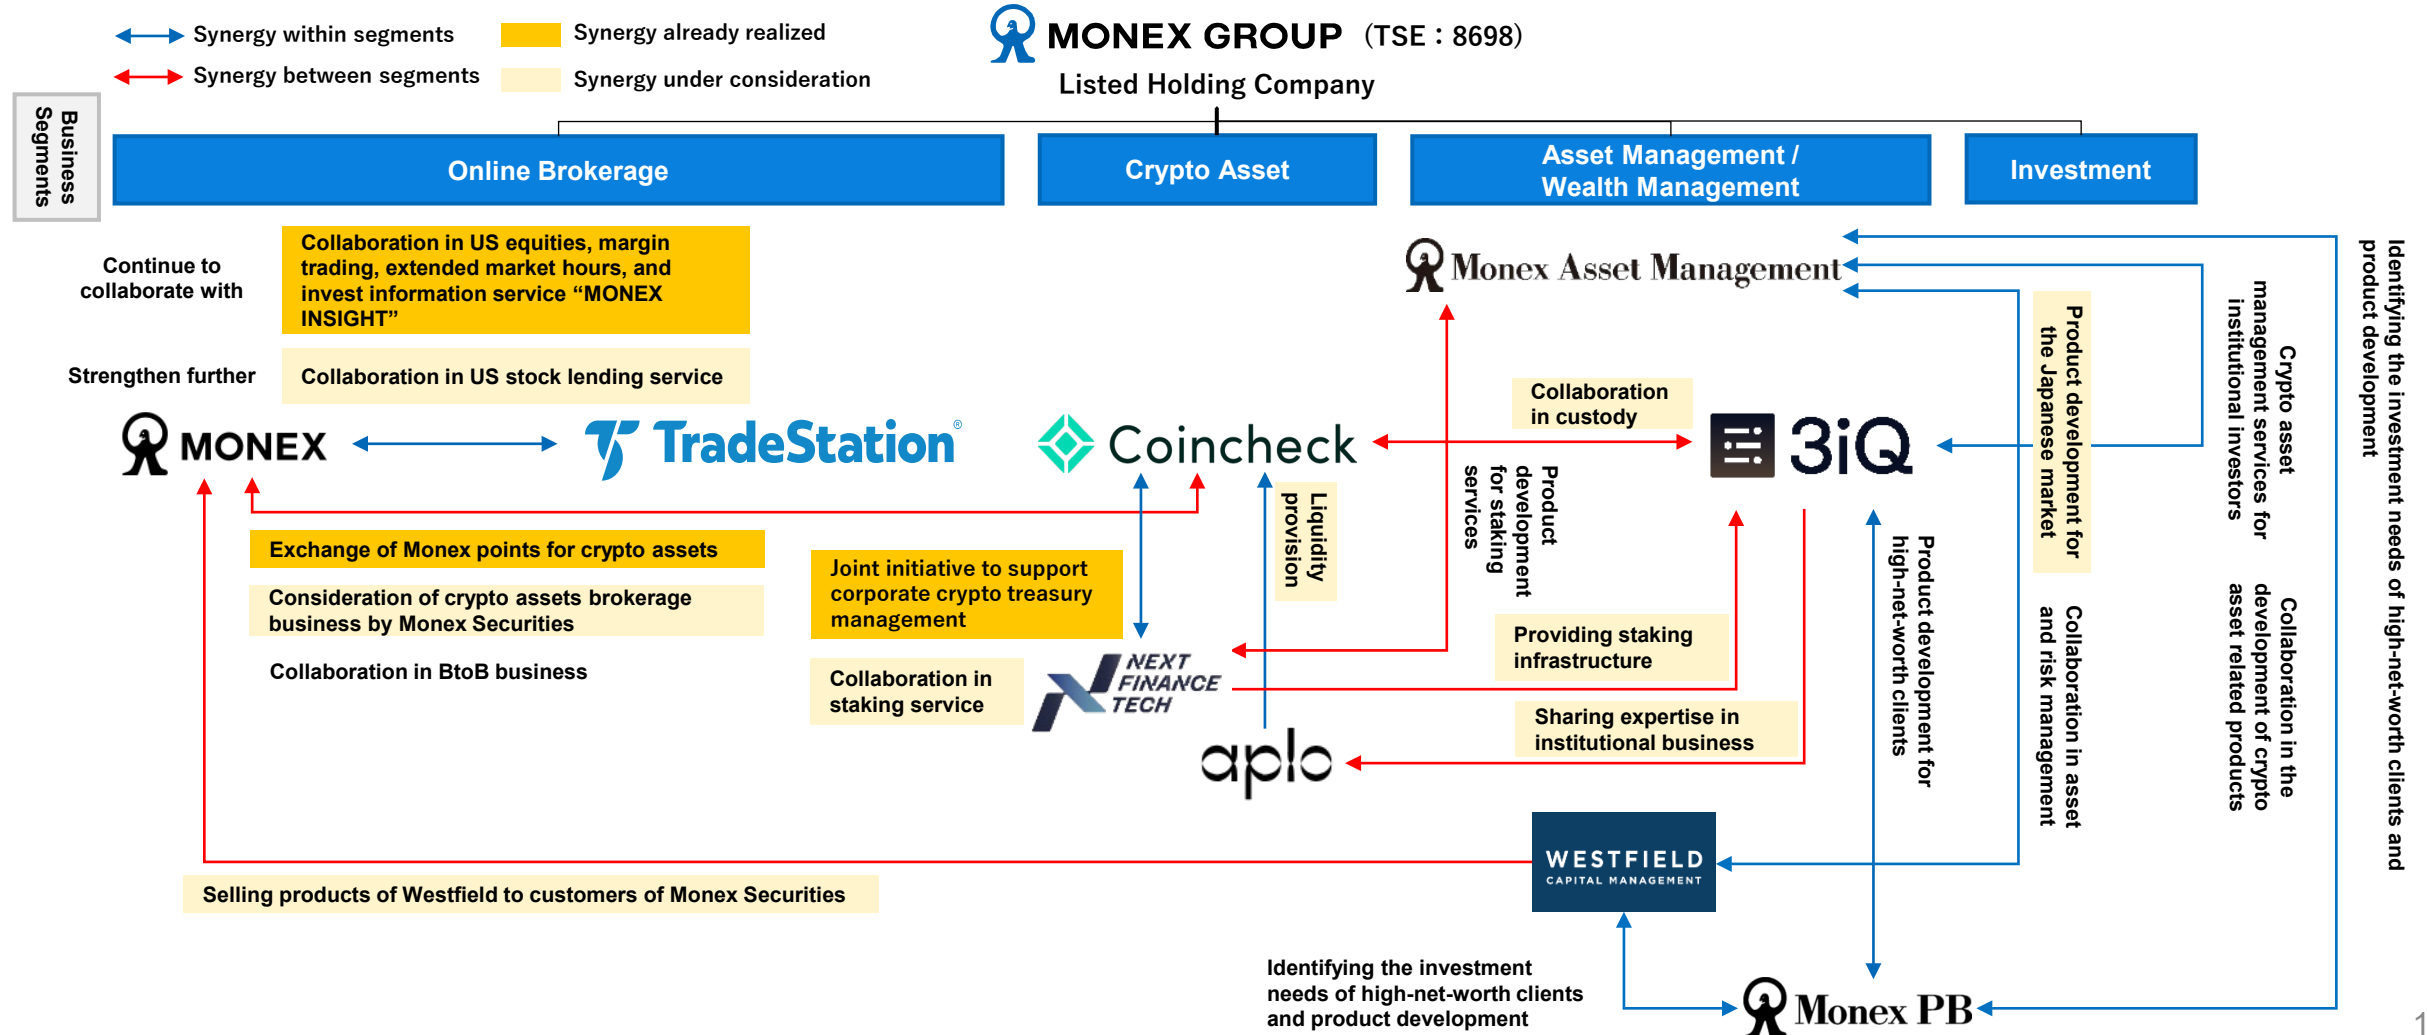 Synergy within segments
Synergy between segments
Synergy already realized
Synergy under consideration
MONEX GROUP (TSE : 8698)
Listed Holding Company
Business
Segments
Online Brokerage
Crypto Asset
Asset Management /
Wealth Management
Investment
Continue to
collaborate with
Collaboration in US equities, margin
trading, extended market hours, and
invest information service “MONEX
INSIGHT”
Strengthen further
Collaboration in US stock lending service
MONEX
TradeStation®
Coincheck
Monex Asset Management
3iQ
Collaboration
in custody
Product
development
for staking
services
Liquidity
provision
Exchange of Monex points for crypto assets
Consideration of crypto assets brokerage
business by Monex Securities
Collaboration in BtoB business
Joint initiative to support
corporate crypto treasury
management
Collaboration in
staking service
NEXT
FINANCE
TECH
aplo
Providing staking
infrastructure
Sharing expertise in
institutional business
Product development for
high-net-worth clients
Product development for
the Japanese market
Collaboration in asset
and risk management
Crypto asset
management services for
institutional investors
Collaboration in the
development of crypto
asset related products
Identifying the investment needs of high-net-worth clients and
product development
WESTFIELD
CAPITAL MANAGEMENT
Selling products of Westfield to customers of Monex Securities
Identifying the investment
needs of high-net-worth clients
and product development
Monex PB